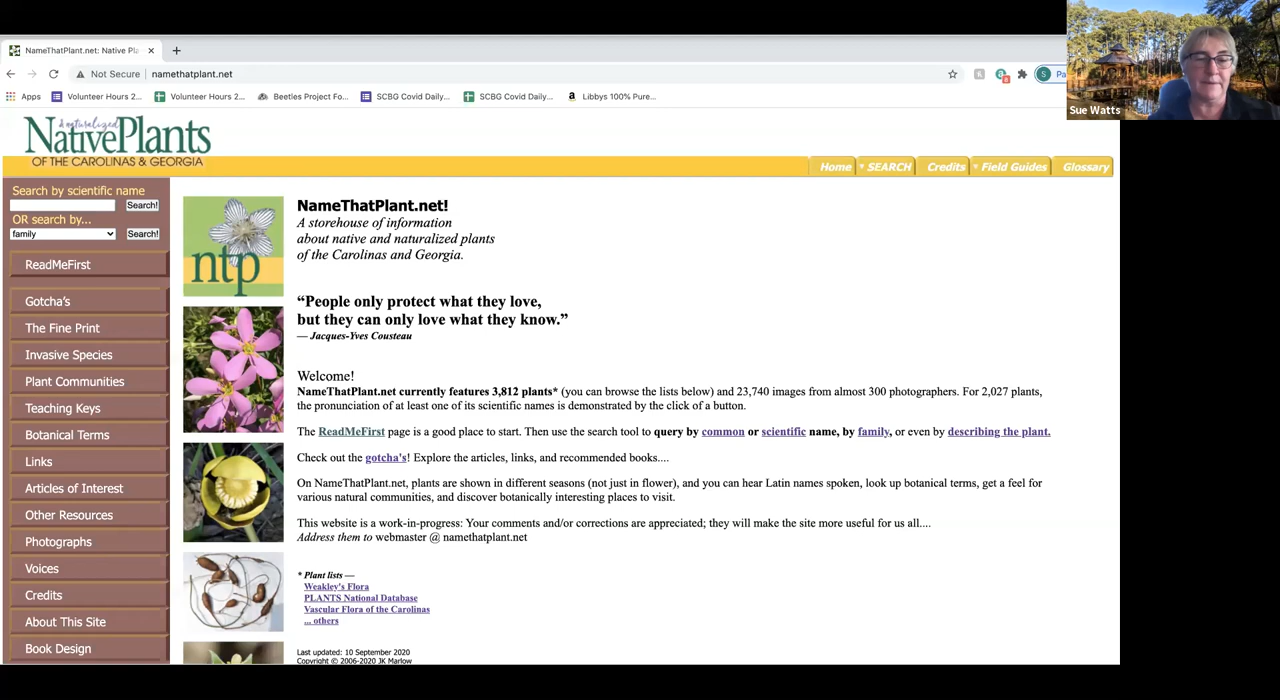 NameThatPlant.net: Native Pla
Not Secure
namethatplant.net
S
Pa
Apps
Volunteer Hours 2...
Volunteer Hours 2...
Beetles Project Fo...
SCBG Covid Daily...
SCBG Covid Daily...
Libbys 100% Pure...
Sue Watts
& naturalized
NativePlants
OF THE CAROLINAS & GEORGIA
Home
SEARCH
Credits
Field Guides
Glossary
Search by scientific name
Search!
OR search by...
family
Search!
ReadMeFirst
Gotcha's
The Fine Print
Invasive Species
Plant Communities
Teaching Keys
Botanical Terms
Links
Articles of Interest
Other Resources
Photographs
Voices
Credits
About This Site
Book Design
ntp
NameThatPlant.net!
A storehouse of information
about native and naturalized plants
of the Carolinas and Georgia.
“People only protect what they love,
but they can only love what they know.”
— Jacques-Yves Cousteau
Welcome!
NameThatPlant.net currently features 3,812 plants* (you can browse the lists below) and 23,740 images from almost 300 photographers. For 2,027 plants,
the pronunciation of at least one of its scientific names is demonstrated by the click of a button.
The ReadMeFirst page is a good place to start. Then use the search tool to query by common or scientific name, by family, or even by describing the plant.
Check out the gotcha's! Explore the articles, links, and recommended books....
On NameThatPlant.net, plants are shown in different seasons (not just in flower), and you can hear Latin names spoken, look up botanical terms, get a feel for
various natural communities, and discover botanically interesting places to visit.
This website is a work-in-progress: Your comments and/or corrections are appreciated; they will make the site more useful for us all....
Address them to webmaster @ namethatplant.net
* Plant lists —
Weakley's Flora
PLANTS National Database
Vascular Flora of the Carolinas
... others
Last updated: 10 September 2020
Copyright © 2006-2020 JK Marlow